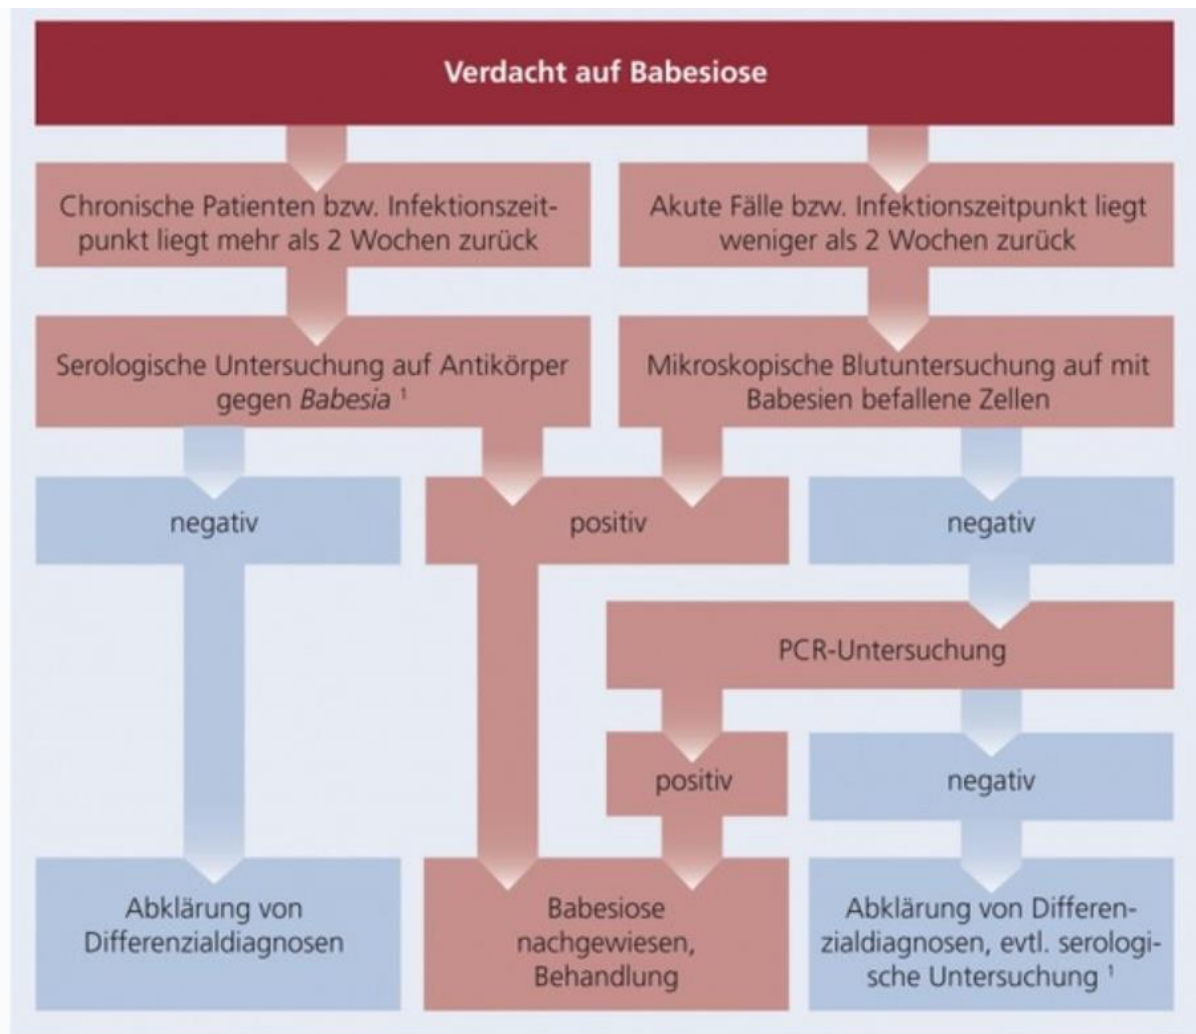 Verdacht auf Babesiose
Chronische Patienten bzw. Infektionszeit-
punkt liegt mehr als 2 Wochen zurück
Akute Fälle bzw. Infektionszeitpunkt liegt
weniger als 2 Wochen zurück
Serologische Untersuchung auf Antikörper
gegen Babesia ¹
Mikroskopische Blutuntersuchung auf mit
Babesien befallene Zellen
negativ
positiv
negativ
PCR-Untersuchung
positiv
negativ
Abklärung von
Differenzialdiagnosen
Babesiose
nachgewiesen,
Behandlung
Abklärung von Differen-
zialdiagnosen, evtl. serologi-
sche Untersuchung ¹